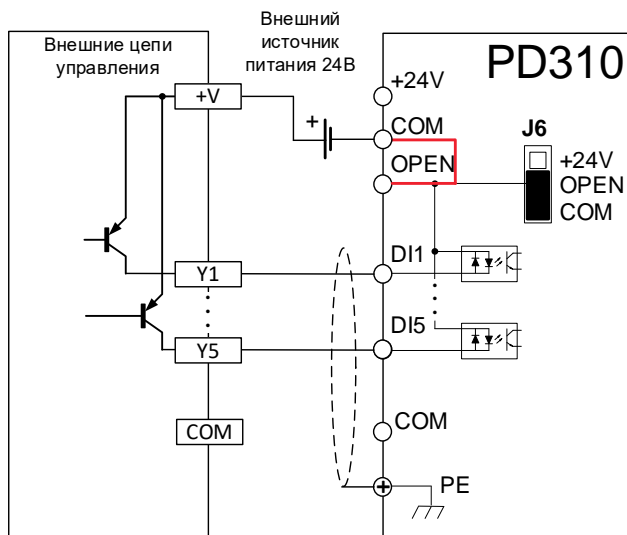 Внешние цепи
управления
Внешний
источник
питания 24В
PD310
+V
+
+24V
COM
OPEN
J6
+24V
OPEN
COM
Y1
DI1
Y5
DI5
COM
COM
PE